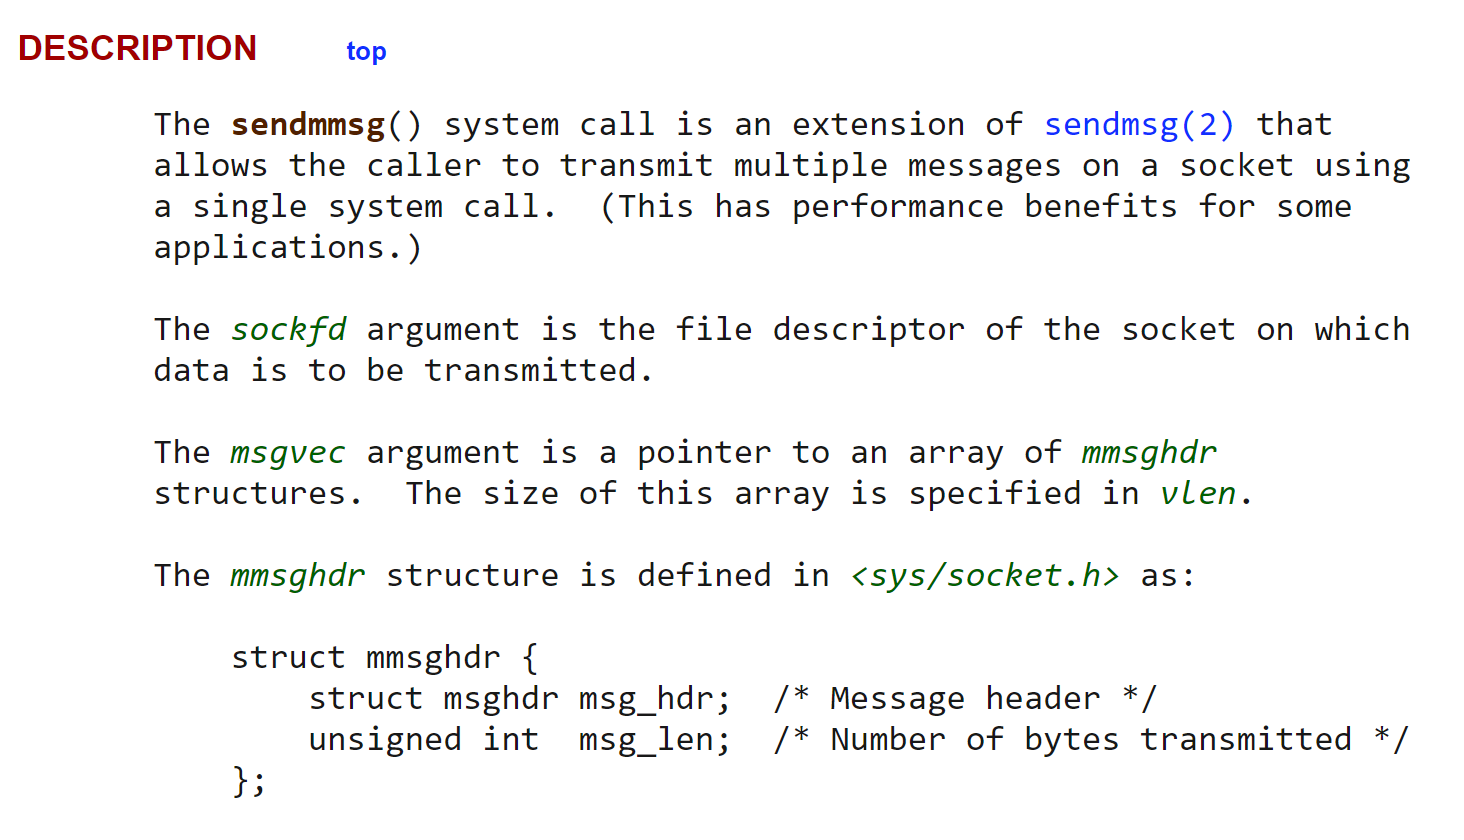 DESCRIPTION top
The sendmmsg() system call is an extension of sendmsg(2) that
allows the caller to transmit multiple messages on a socket using
a single system call.  (This has performance benefits for some
applications.)
The sockfd argument is the file descriptor of the socket on which
data is to be transmitted.
The msgvec argument is a pointer to an array of mmsghdr
structures.  The size of this array is specified in vlen.
The mmsghdr structure is defined in <sys/socket.h> as:
struct mmsghdr {
    struct msghdr msg_hdr;  /* Message header */
    unsigned int  msg_len;  /* Number of bytes transmitted */
};